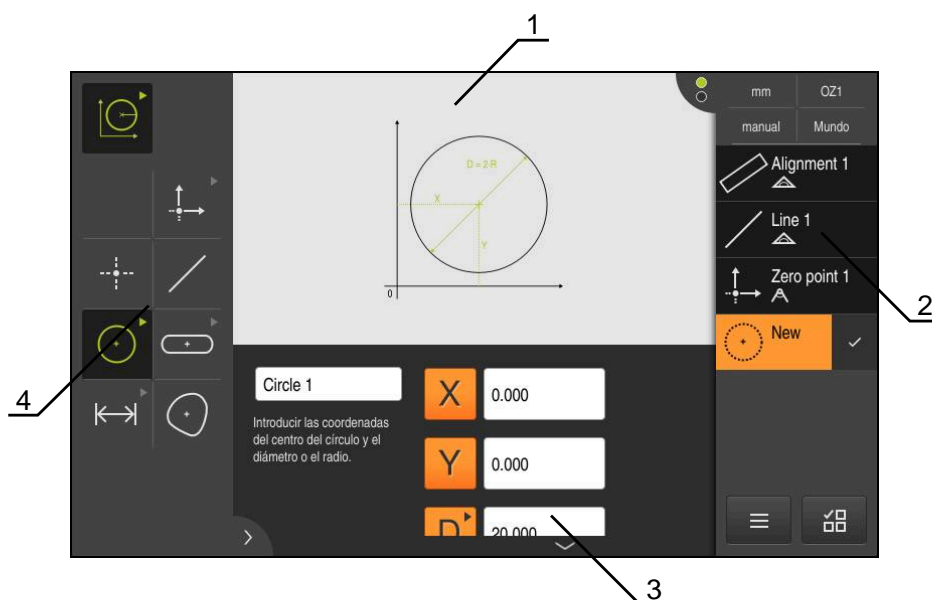 1
mm OZ1
manual Mundo
D=2·R
X
Y
0
Alignment 1
Line 1
Zero point 1
New
2
Circle 1
Introducir las coordenadas
del centro del círculo y el
diámetro o el radio.
X 0.000
Y 0.000
D 20.000
4
3